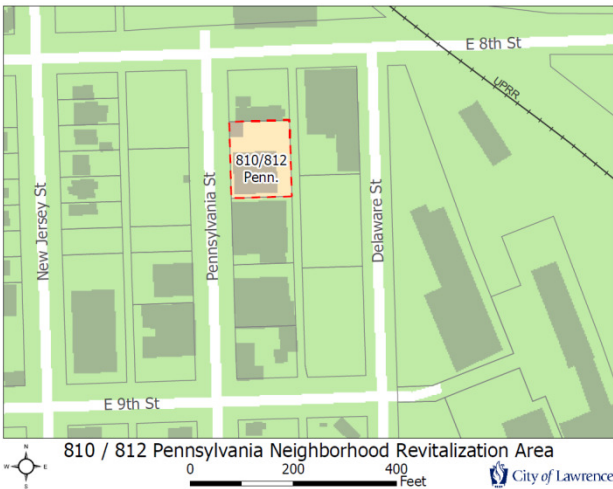 E 8th St
UPRR
810/812
Penn.
New Jersey St
Pennsylvania St
Delaware St
E 9th St
N
W
E
S
810 / 812 Pennsylvania Neighborhood Revitalization Area
0 200 400
Feet
City of Lawrence